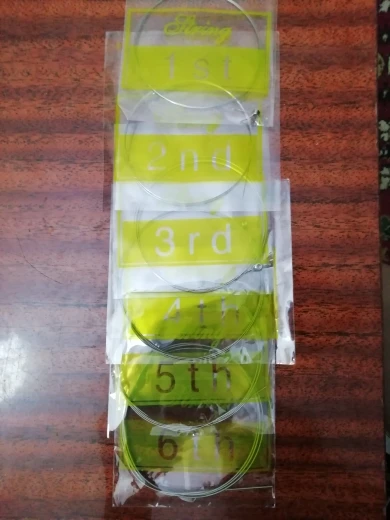 String
1st
2nd
3rd
4th
5th
6th